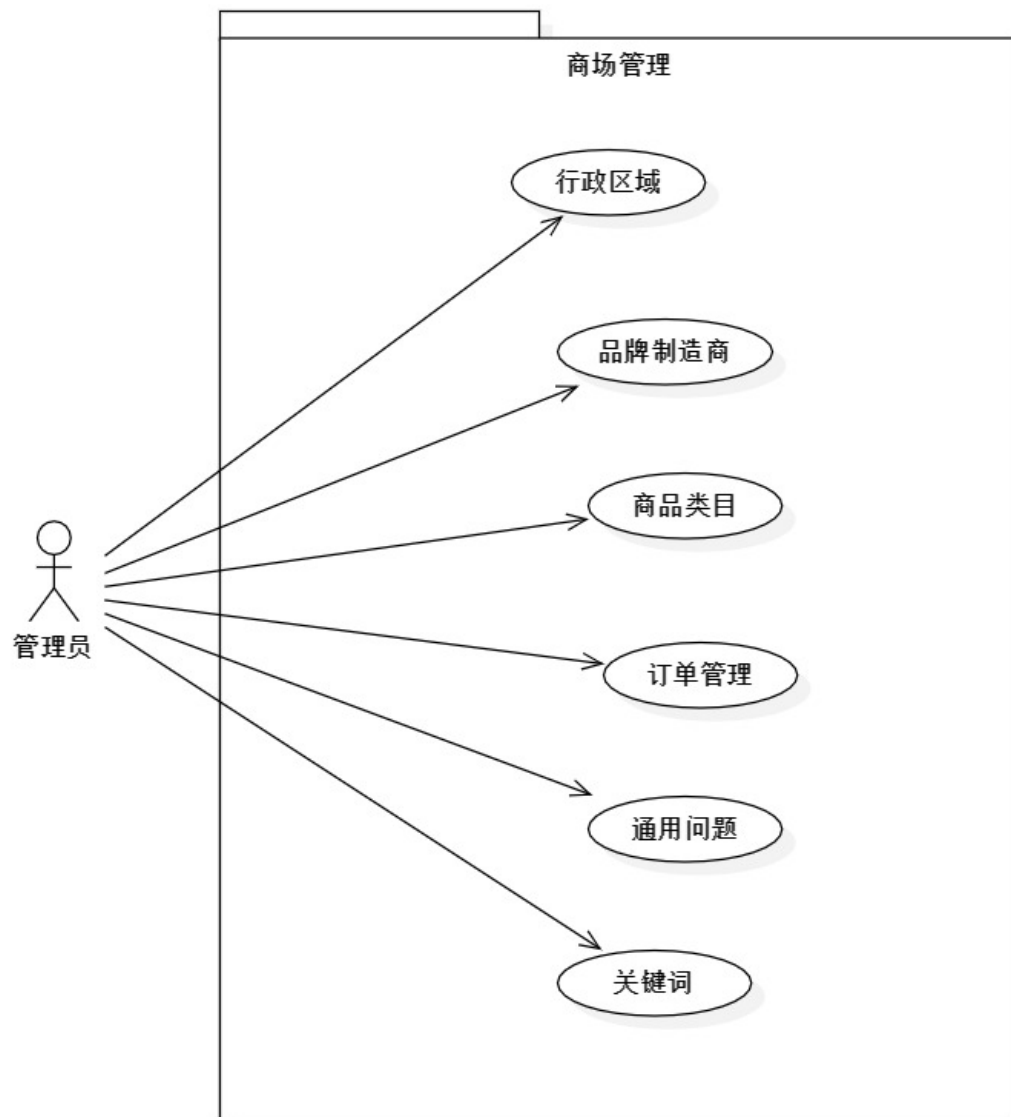 商场管理
行政区域
品牌制造商
商品类目
管理员
订单管理
通用问题
关键词